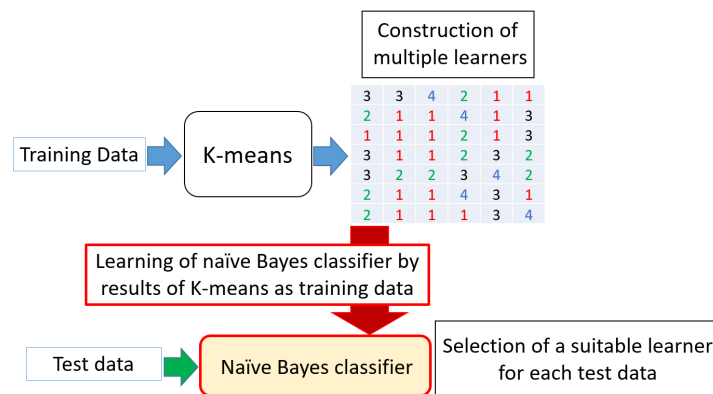 Construction of
multiple learners
3 3 4 2 1 1
2 1 1 4 1 3
1 1 1 2 1 3
3 1 1 2 3 2
3 2 2 3 4 2
2 1 1 4 3 1
2 1 1 1 3 4
Training Data
K-means
Learning of naïve Bayes classifier by
results of K-means as training data
Test data
Naïve Bayes classifier
Selection of a suitable learner
for each test data